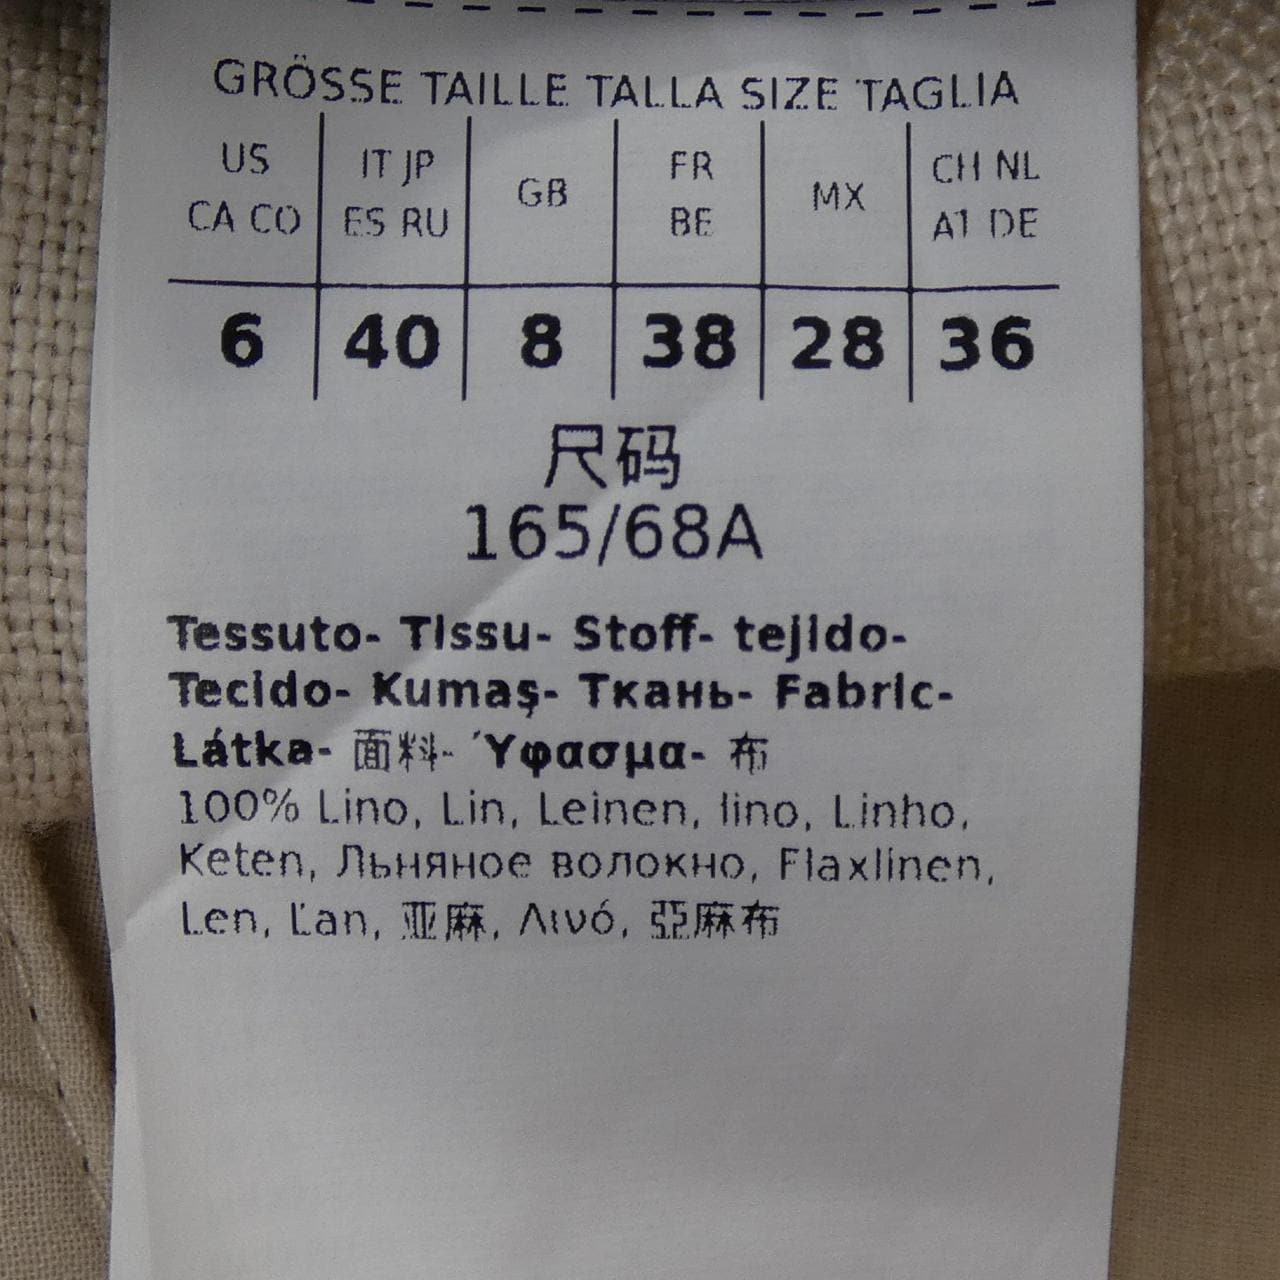 GRÖSSE TAILLE TALLA SIZE TAGLIA
US IT JP GB FR MX CH NL
CA CO ES RU BE AT DE
6 40 8 38 28 36
尺码
165/68A
Tessuto- Tissu- Stoff- tejido-
Tecido- Kumaş- Ткань- Fabric-
Látka- 面料- Ύφασμα- 布
100% Lino, Lin, Leinen, lino, Linho,
Keten, Льняное волокно, Flaxlinen,
Len, Ľan, 亚麻, Λινό, 亞麻布